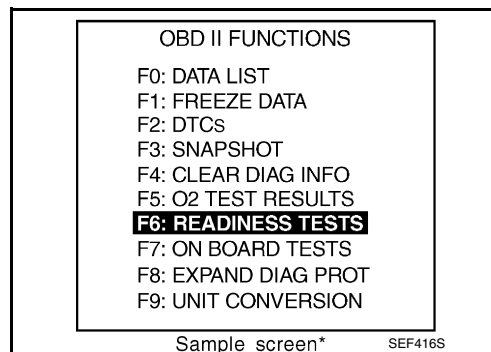 OBD II FUNCTIONS
F0: DATA LIST
F1: FREEZE DATA
F2: DTCs
F3: SNAPSHOT
F4: CLEAR DIAG INFO
F5: O2 TEST RESULTS
F6: READINESS TESTS
F7: ON BOARD TESTS
F8: EXPAND DIAG PROT
F9: UNIT CONVERSION
Sample screen* SEF416S